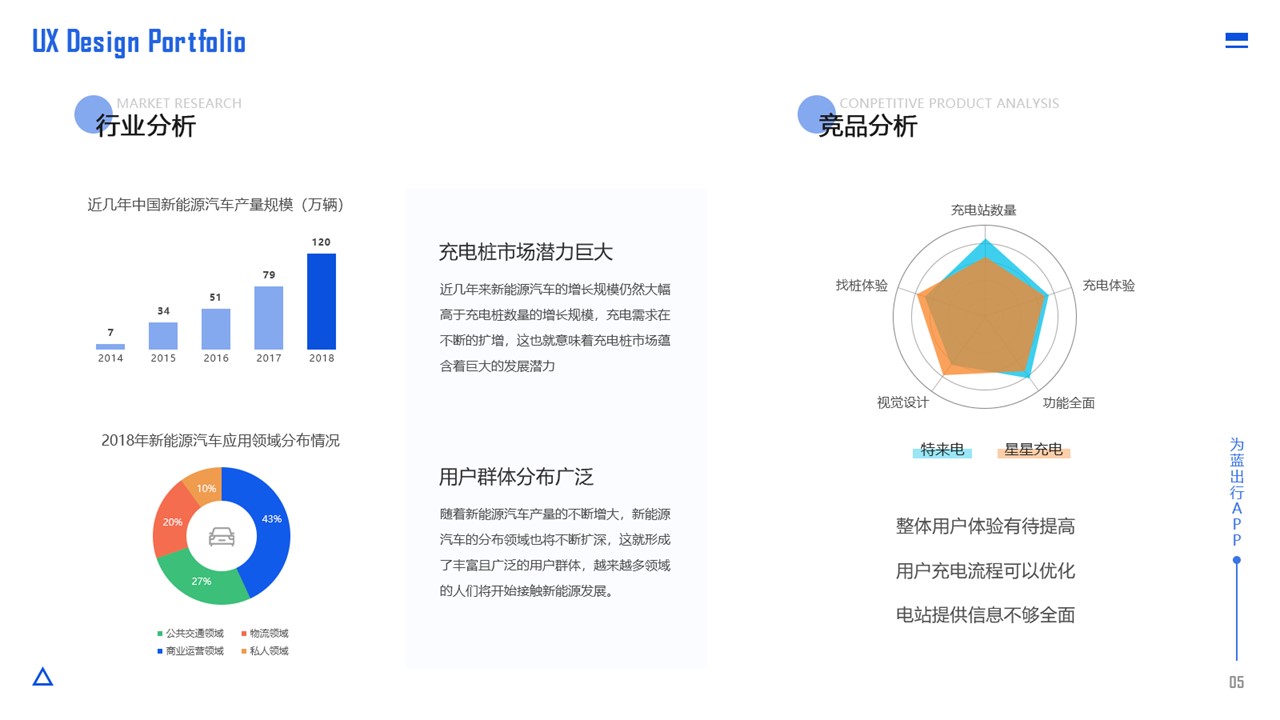 UX Design Portfolio
MARKET RESEARCH
行业分析
近几年中国新能源汽车产量规模（万辆）
7
34
51
79
120
2014
2015
2016
2017
2018
2018年新能源汽车应用领域分布情况
10%
43%
20%
27%
公共交通领域
物流领域
商业运营领域
私人领域
充电桩市场潜力巨大
近几年来新能源汽车的增长规模仍然大幅
高于充电桩数量的增长规模，充电需求在
不断的扩增，这也就意味着充电桩市场蕴
含着巨大的发展潜力
用户群体分布广泛
随着新能源汽车产量的不断增大，新能源
汽车的分布领域也将不断扩深，这就形成
了丰富且广泛的用户群体，越来越多领域
的人们将开始接触新能源发展。
CONPETITIVE PRODUCT ANALYSIS
竞品分析
充电站数量
找桩体验
充电体验
视觉设计
功能全面
特来电
星星充电
整体用户体验有待提高
用户充电流程可以优化
电站提供信息不够全面
为蓝出行APP
05